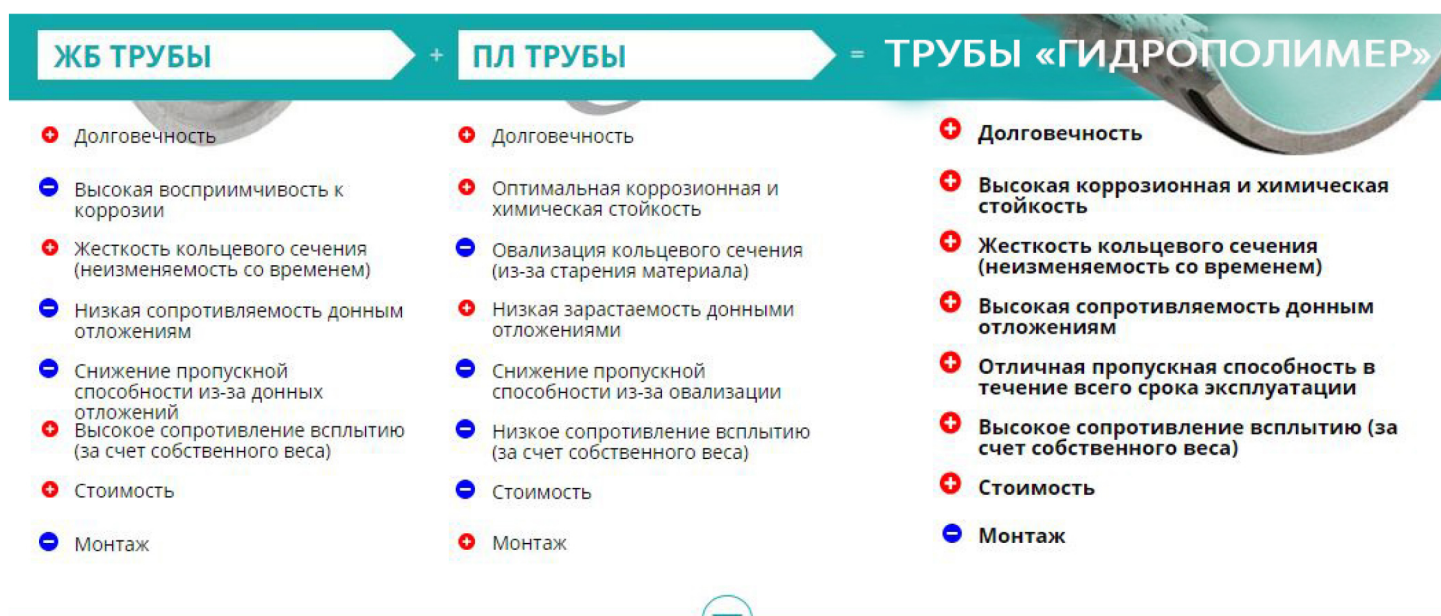 ЖБ ТРУБЫ
+
ПЛ ТРУБЫ
=
ТРУБЫ «ГИДРОПОЛИМЕР»
Долговечность
Высокая восприимчивость к
коррозии
Жесткость кольцевого сечения
(неизменяемость со временем)
Низкая сопротивляемость донным
отложениям
Снижение пропускной
способности из-за донных
отложений
Высокое сопротивление всплытию
(за счет собственного веса)
Стоимость
Монтаж
Долговечность
Оптимальная коррозионная и
химическая стойкость
Овализация кольцевого сечения
(из-за старения материала)
Низкая зарастаемость донными
отложениями
Снижение пропускной
способности из-за овализации
Низкое сопротивление всплытию
(за счет собственного веса)
Стоимость
Монтаж
Долговечность
Высокая коррозионная и химическая
стойкость
Жесткость кольцевого сечения
(неизменяемость со временем)
Высокая сопротивляемость донным
отложениям
Отличная пропускная способность в
течение всего срока эксплуатации
Высокое сопротивление всплытию (за
счет собственного веса)
Стоимость
Монтаж